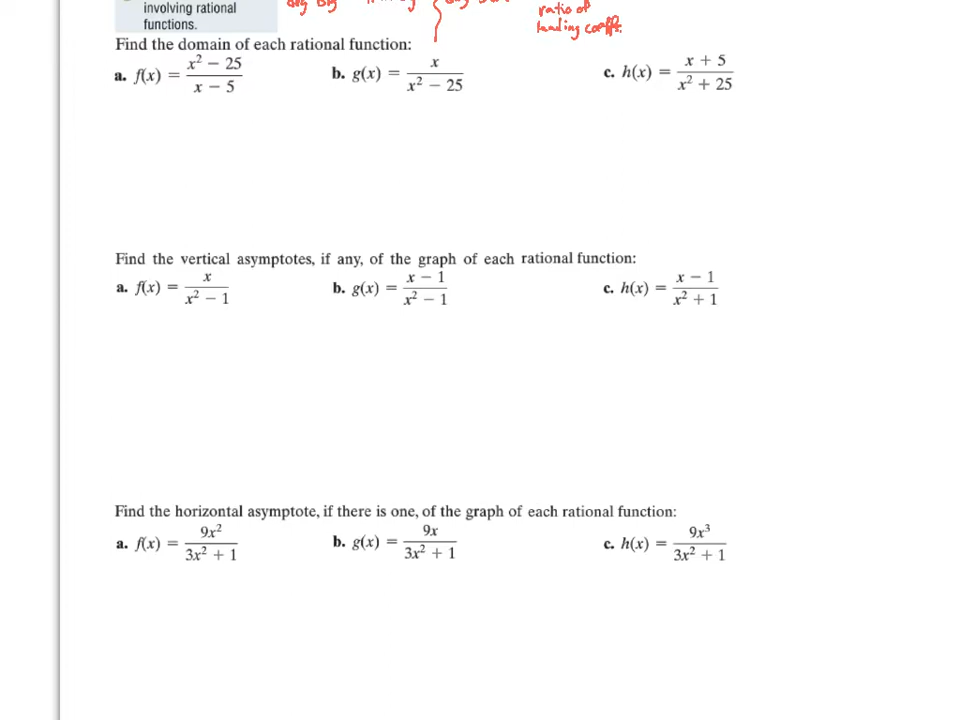 involving rational
functions.
ratio of
leading coeffs.
Find the domain of each rational function:
a. f(x) = (x² − 25)/(x − 5)    b. g(x) = x/(x² − 25)    c. h(x) = (x + 5)/(x² + 25)
Find the vertical asymptotes, if any, of the graph of each rational function:
a. f(x) = x/(x² − 1)    b. g(x) = (x − 1)/(x² − 1)    c. h(x) = (x − 1)/(x² + 1)
Find the horizontal asymptote, if there is one, of the graph of each rational function:
a. f(x) = 9x²/(3x² + 1)    b. g(x) = 9x/(3x² + 1)    c. h(x) = 9x³/(3x² + 1)